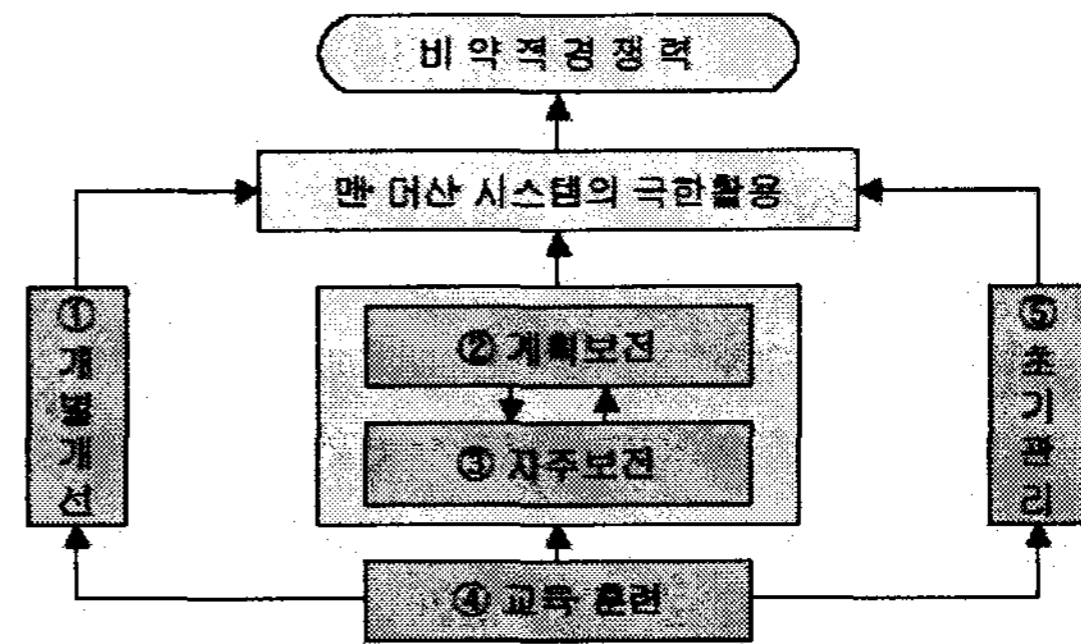 비약적경쟁력
맨 머신 시스템의 극한활용
① 개별개선
② 계획보전
③ 자주보전
④ 교육 훈련
⑤ 초기관리